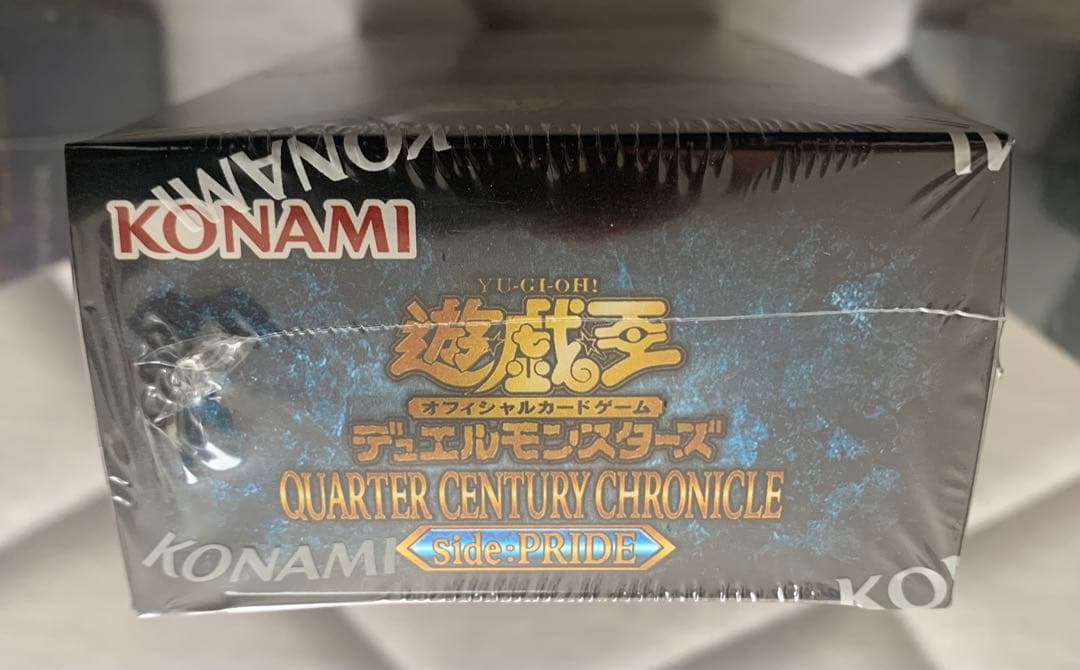 KONAMI
KONAMI
YU-GI-OH!
遊☆戯☆王
オフィシャルカードゲーム
デュエルモンスターズ
QUARTER CENTURY CHRONICLE
side:PRIDE
KONAMI
KO